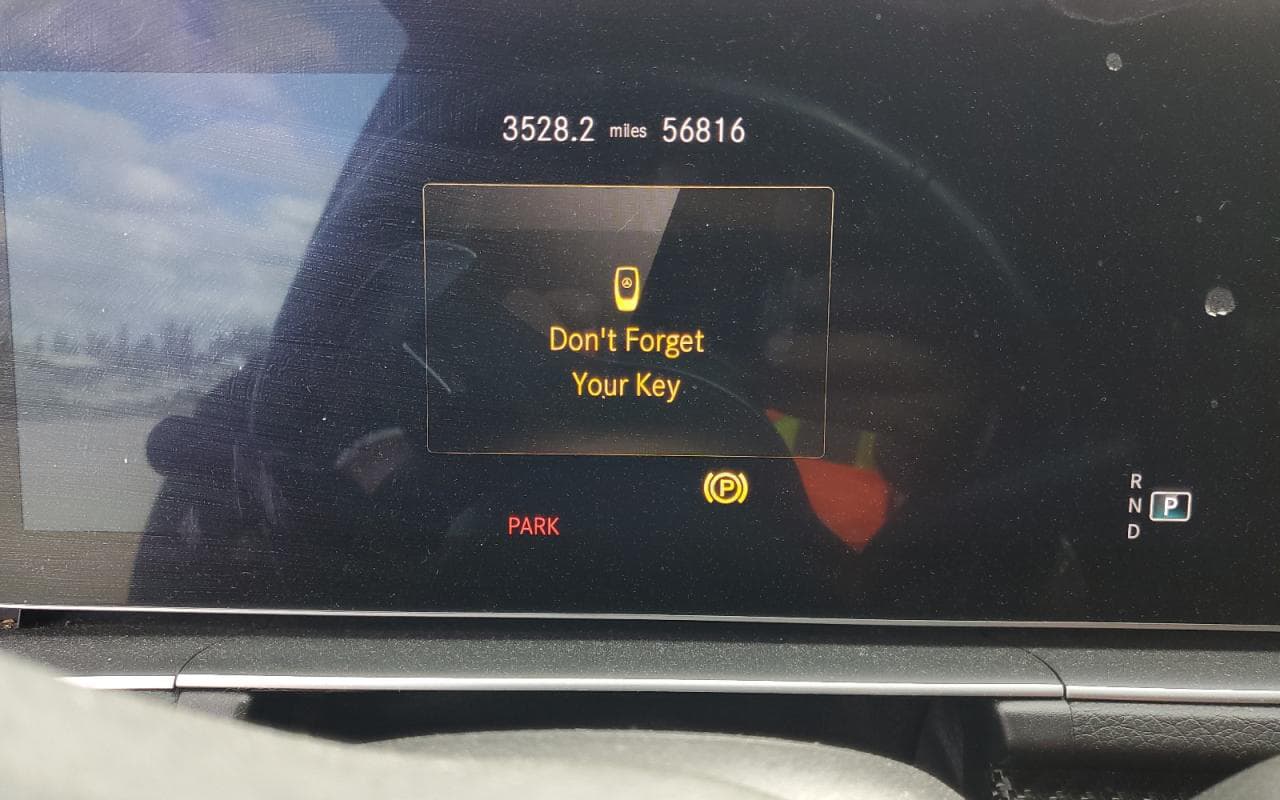 3528.2 miles 56816
Don't Forget
Your Key
P
PARK
R
N P
D